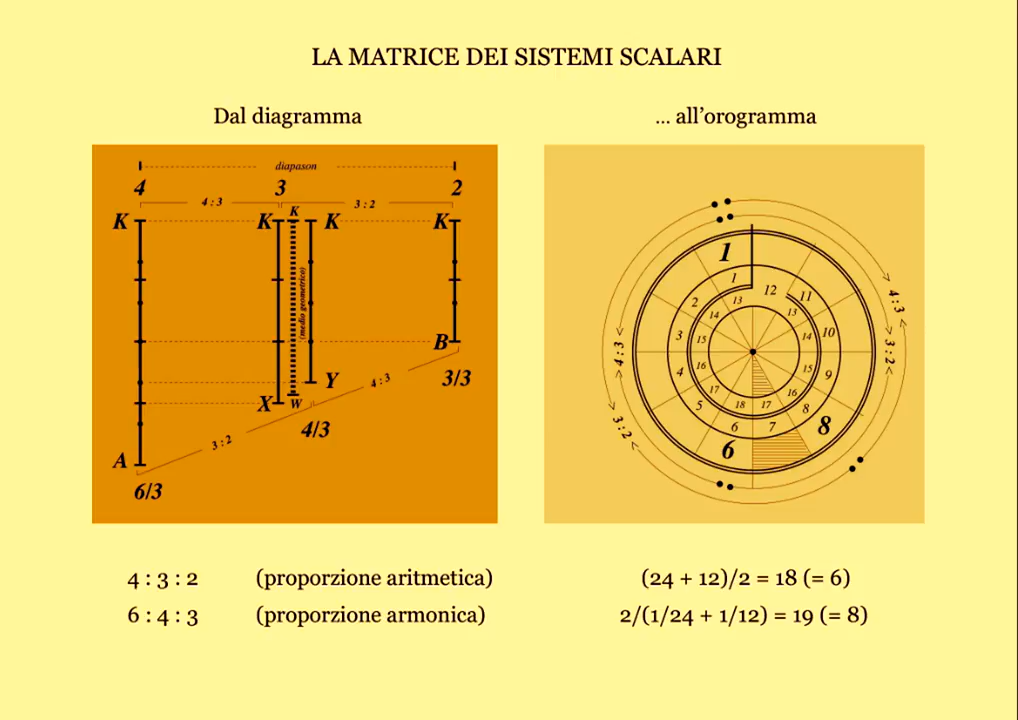 LA MATRICE DEI SISTEMI SCALARI
Dal diagramma
... all'orogramma
diapason
4 3 2
4 : 3 3 : 2
K K K K K
(medio geometrico)
B
Y
4 : 3
3/3
X W
3 : 2
4/3
A
6/3
1
1 12 11
2 13 13 10
14 14
3 15 15 9
4 16 16 8
5 17 18 17
6 7
6 8
> 4 : 3 <
> 3 : 2 <
> 4 : 3 <
> 3 : 2 <
4 : 3 : 2 (proporzione aritmetica)
6 : 4 : 3 (proporzione armonica)
(24 + 12)/2 = 18 (= 6)
2/(1/24 + 1/12) = 19 (= 8)